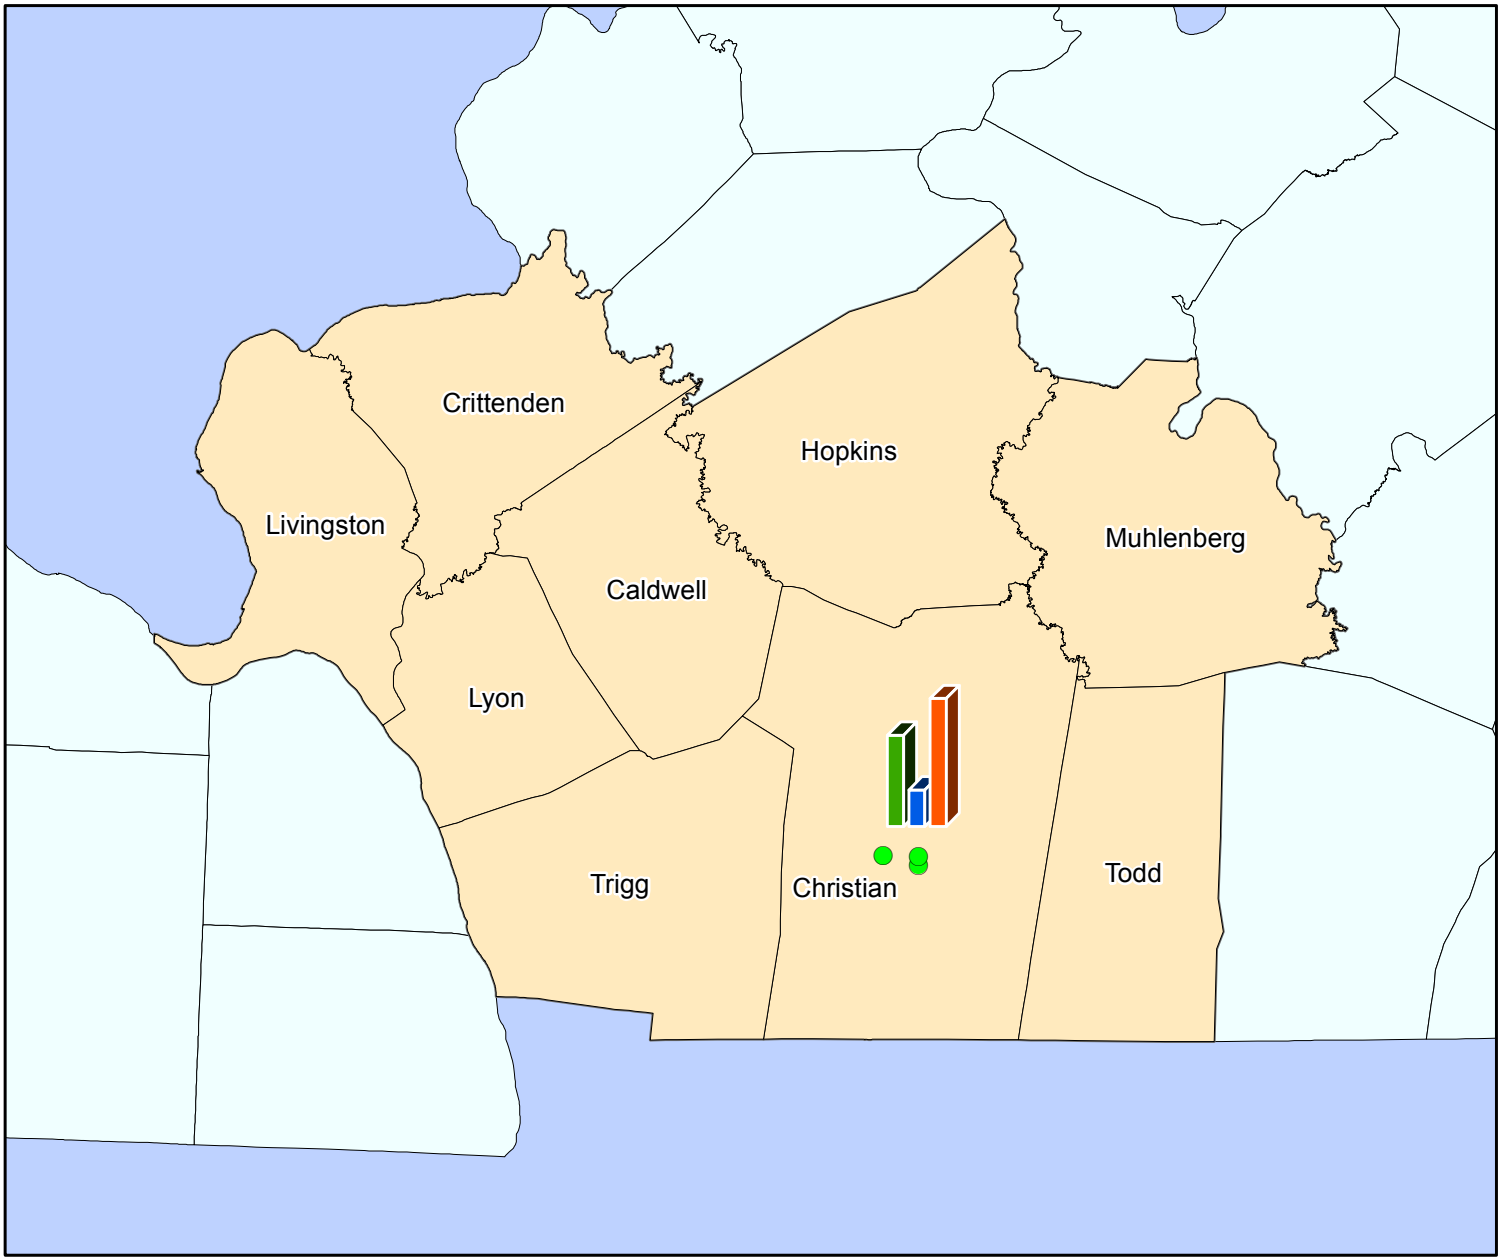 Crittenden
Hopkins
Livingston
Muhlenberg
Caldwell
Lyon
Todd
Trigg
Christian